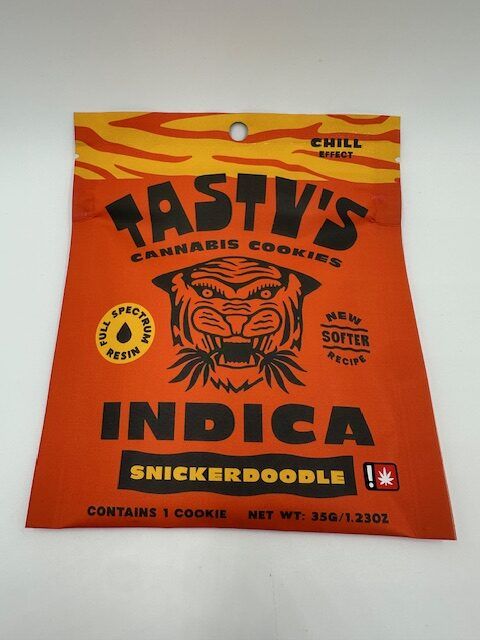 CHILL
EFFECT
TASTY'S
CANNABIS COOKIES
FULL SPECTRUM
RESIN
NEW
SOFTER
RECIPE
INDICA
SNICKERDOODLE
!
CONTAINS 1 COOKIE NET WT: 35G/1.23OZ